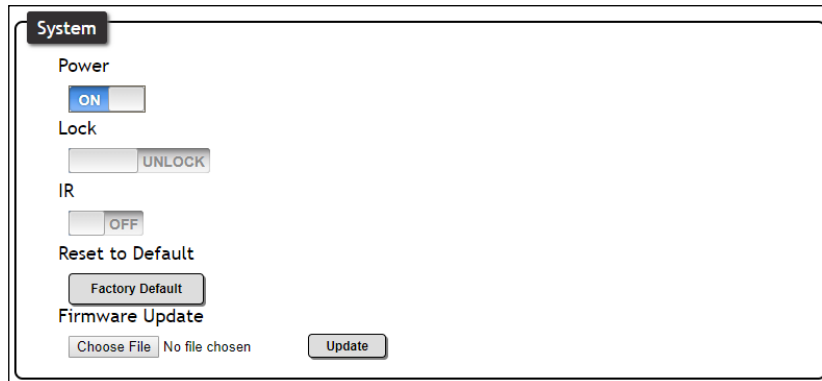 System
Power
ON
Lock
UNLOCK
IR
OFF
Reset to Default
Factory Default
Firmware Update
Choose File No file chosen Update